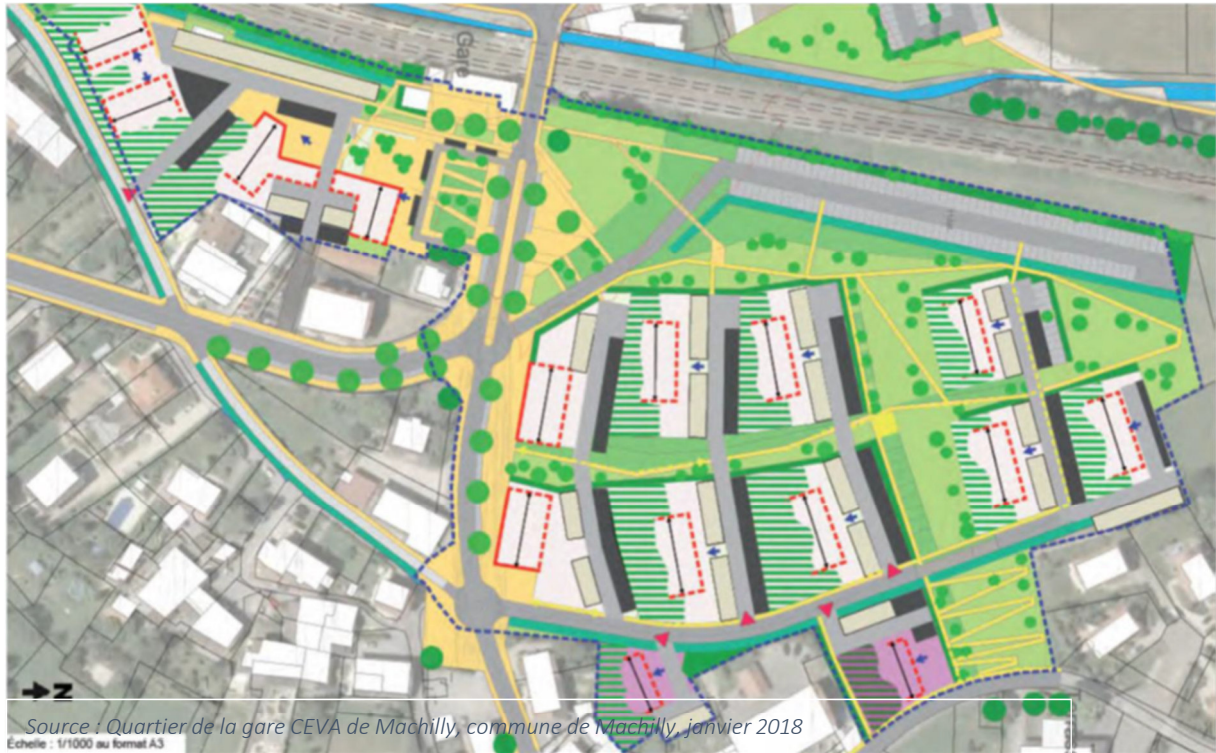 Gare
N
Source : Quartier de la gare CEVA de Machilly, commune de Machilly, janvier 2018
Échelle : 1/1000 au format A3